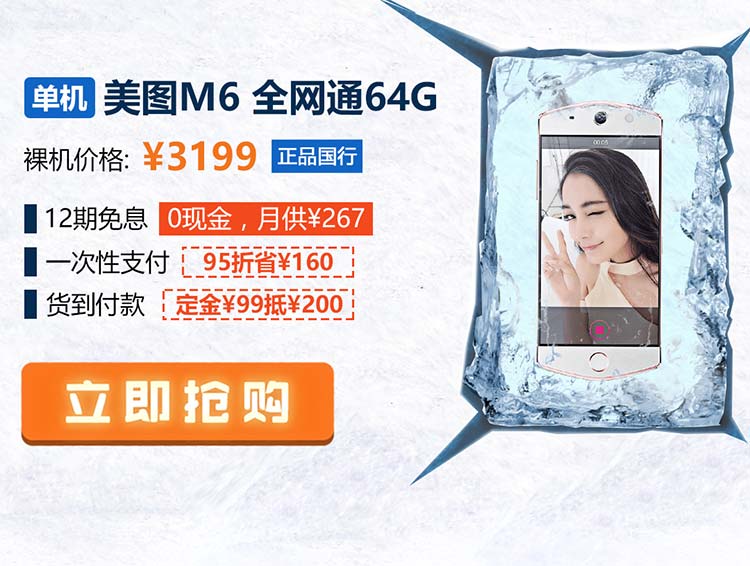 单机 美图M6 全网通64G
裸机价格: ¥3199 正品国行
12期免息 0现金，月供¥267
一次性支付 95折省¥160
货到付款 定金¥99抵¥200
立即抢购
00:05